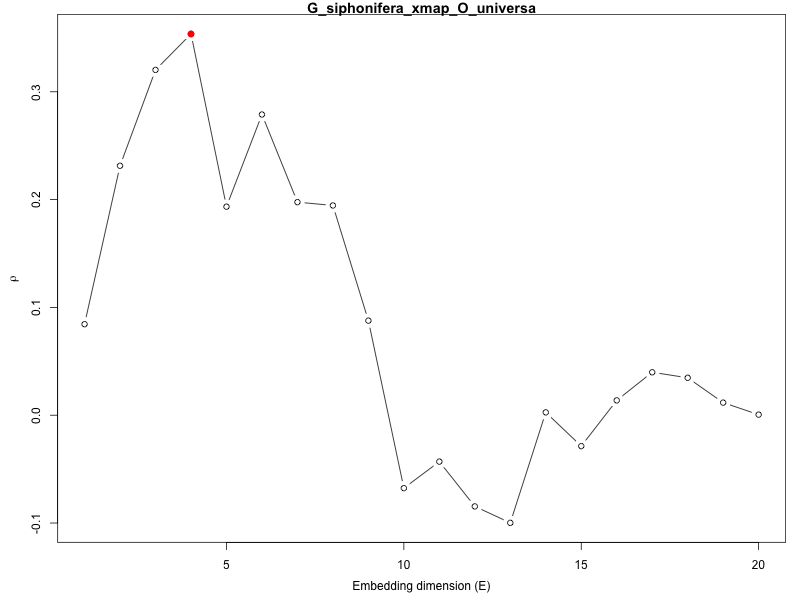 G_siphonifera_xmap_O_universa
0.3
0.2
0.1
0.0
-0.1
ρ
5 10 15 20
Embedding dimension (E)